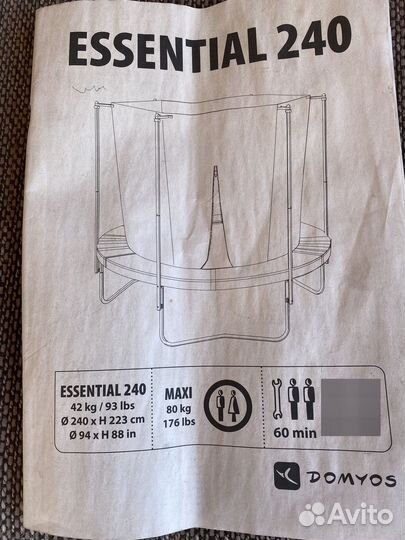 ESSENTIAL 240
ESSENTIAL 240
42 kg / 93 lbs
Ø 240 x H 223 cm
Ø 94 x H 88 in
MAXI
80 kg
176 lbs
60 min
DOMYOS
Avito